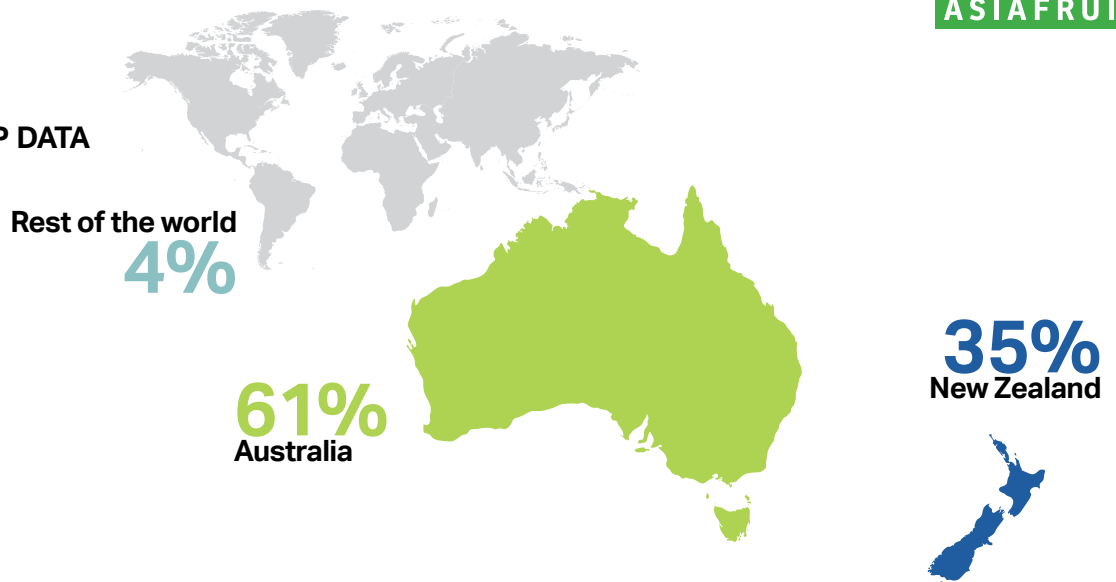 ASIAFRUI
P DATA
Rest of the world
4%
35%
New Zealand
61%
Australia